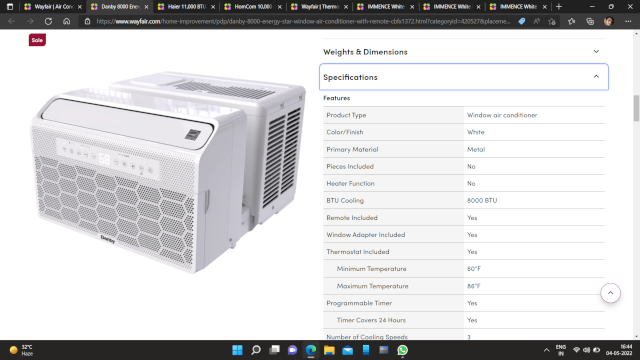 Wayfair | Air Con
Danby 8000 Ener
Haier 11,000 BTU
HomCom 10,000
Wayfair | Thermo
IMMENCE White
IMMENCE White
IMMENCE White
https://www.wayfair.com/home-improvement/pdp/danby-8000-energy-star-window-air-conditioner-with-remote-cbfx1372.html?categoryid=420527&placeme...
Sale
Weights & Dimensions
Specifications
Features
Product Type Window air conditioner
Color/Finish White
Primary Material Metal
Pieces Included No
Heater Function No
BTU Cooling 8000 BTU
Remote Included Yes
Window Adapter Included Yes
Thermostat Included Yes
Minimum Temperature 60°F
Maximum Temperature 86°F
Programmable Timer Yes
Timer Covers 24 Hours Yes
Number of Cooling Speeds 3
Danby
32°C
Haze
ENG
IN
16:44
04-05-2022